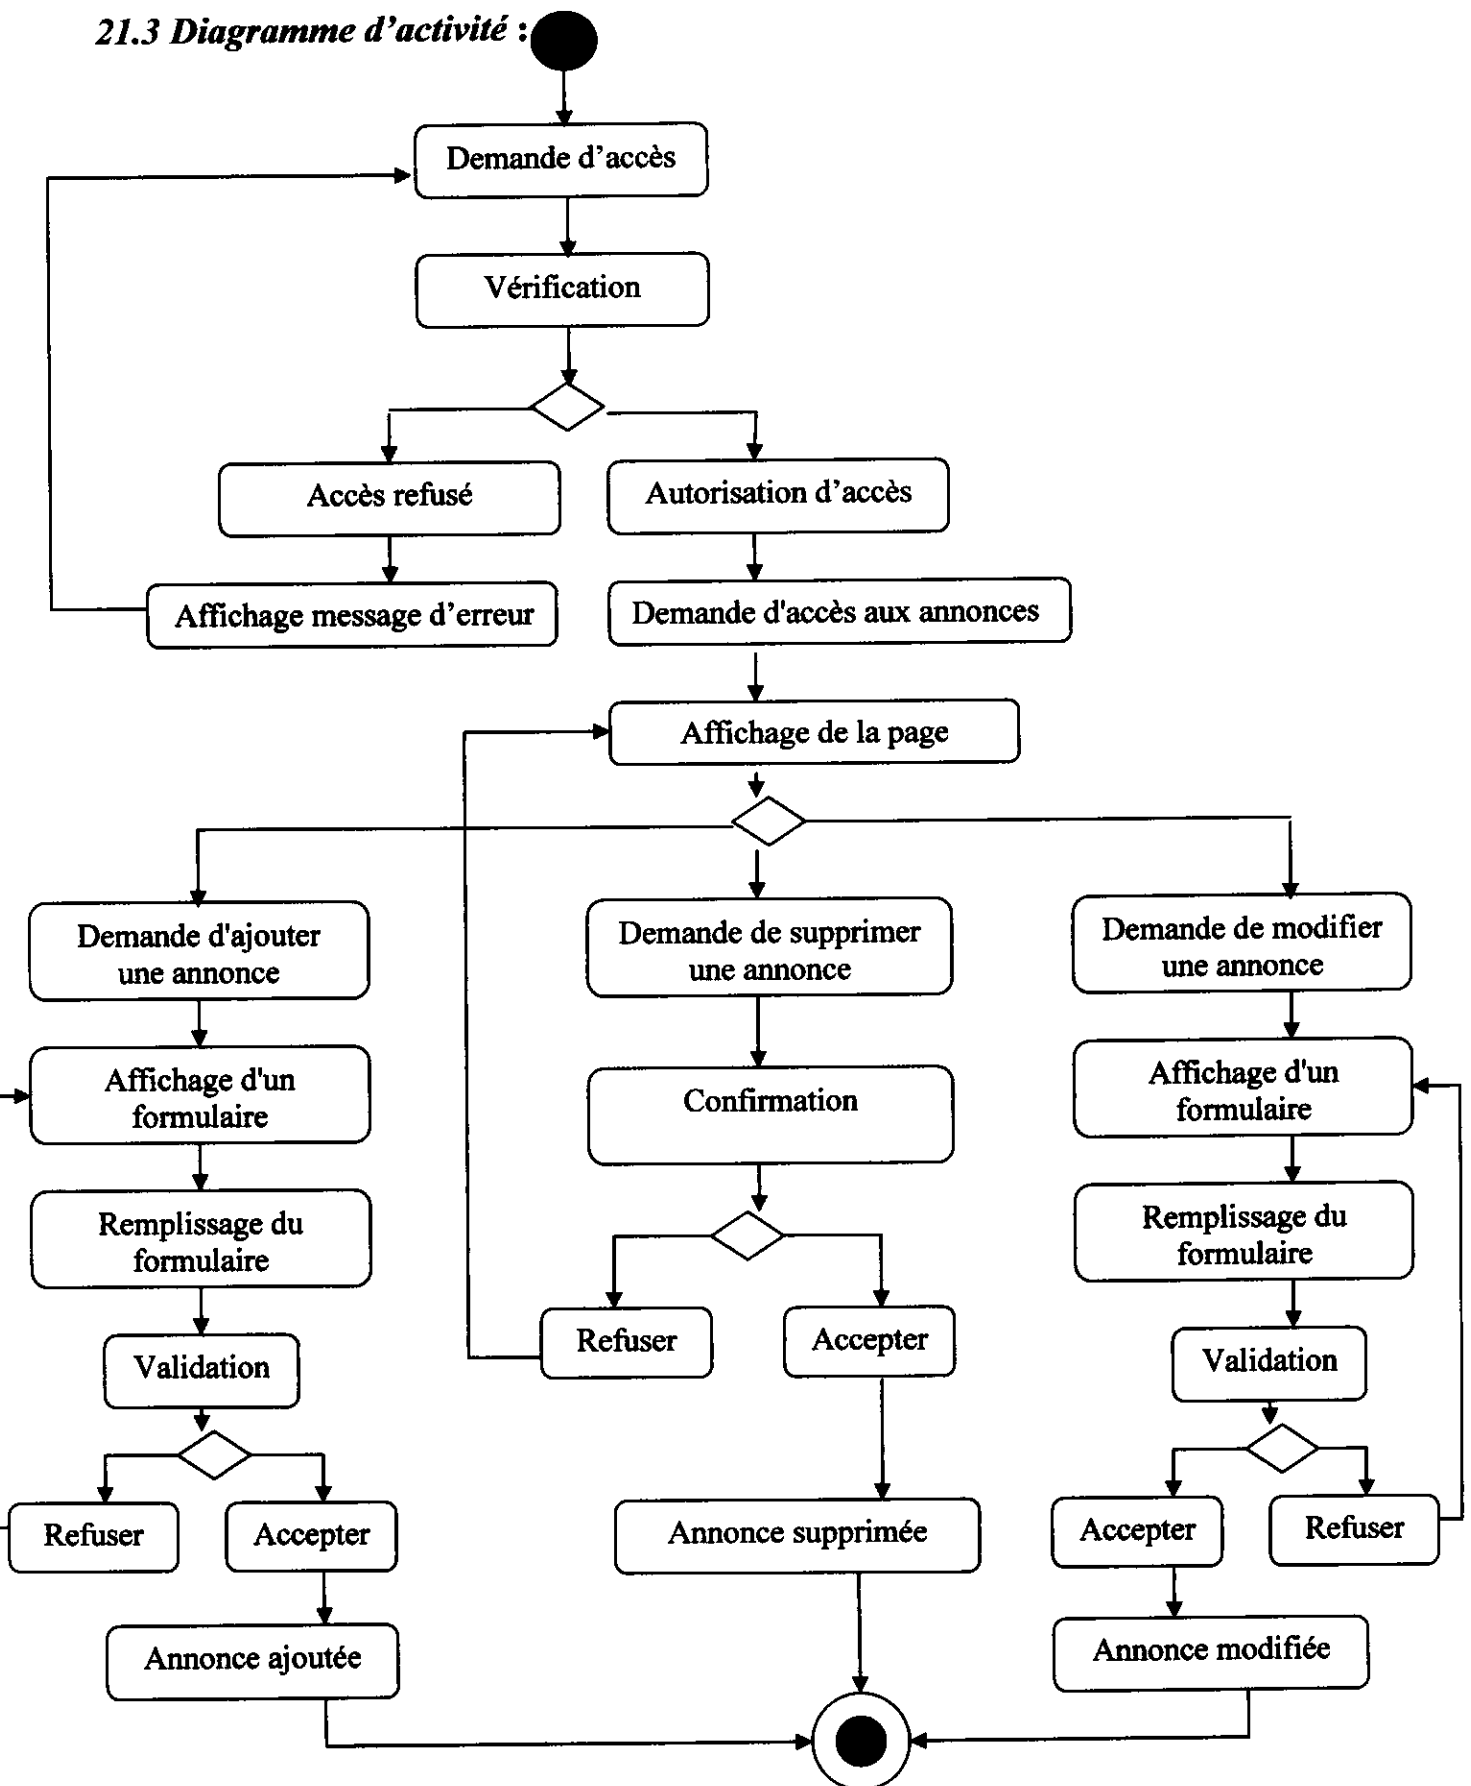 21.3 Diagramme d’activité :
Demande d’accès
Vérification
Accès refusé
Autorisation d’accès
Affichage message d’erreur
Demande d'accès aux annonces
Affichage de la page
Demande d'ajouter
une annonce
Demande de supprimer
une annonce
Demande de modifier
une annonce
Affichage d'un
formulaire
Confirmation
Affichage d'un
formulaire
Remplissage du
formulaire
Remplissage du
formulaire
Refuser
Accepter
Validation
Validation
Refuser
Accepter
Annonce supprimée
Accepter
Refuser
Annonce ajoutée
Annonce modifiée